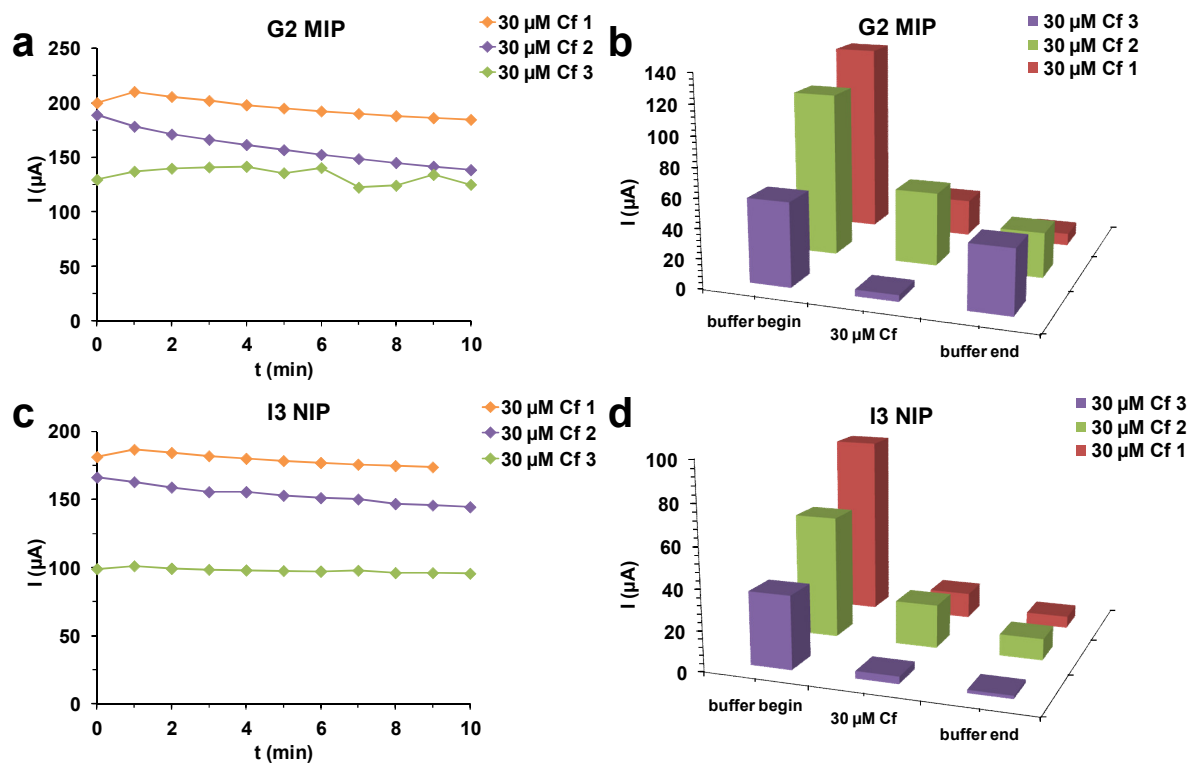 a
G2 MIP
30 µM Cf 1
30 µM Cf 2
30 µM Cf 3
250
200
150
100
50
0
I (µA)
0 2 4 6 8 10
t (min)
b
G2 MIP
30 µM Cf 3
30 µM Cf 2
30 µM Cf 1
140
120
100
80
60
40
20
0
I (µA)
buffer begin
30 µM Cf
buffer end
c
I3 NIP
30 µM Cf 1
30 µM Cf 2
30 µM Cf 3
200
150
100
50
0
I (µA)
0 2 4 6 8 10
t (min)
d
I3 NIP
30 µM Cf 3
30 µM Cf 2
30 µM Cf 1
100
80
60
40
20
0
I (µA)
buffer begin
30 µM Cf
buffer end